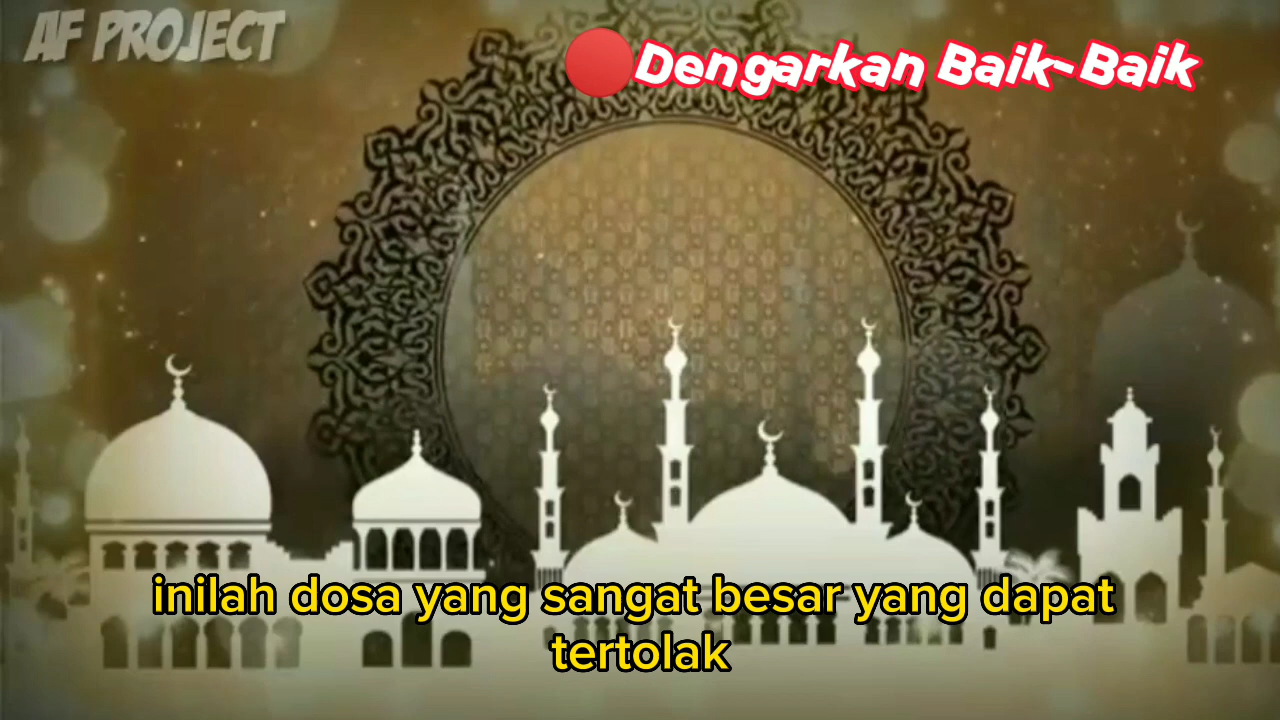 AF PROJECT
Dengarkan Baik-Baik
inilah dosa yang sangat besar yang dapat
tertolak